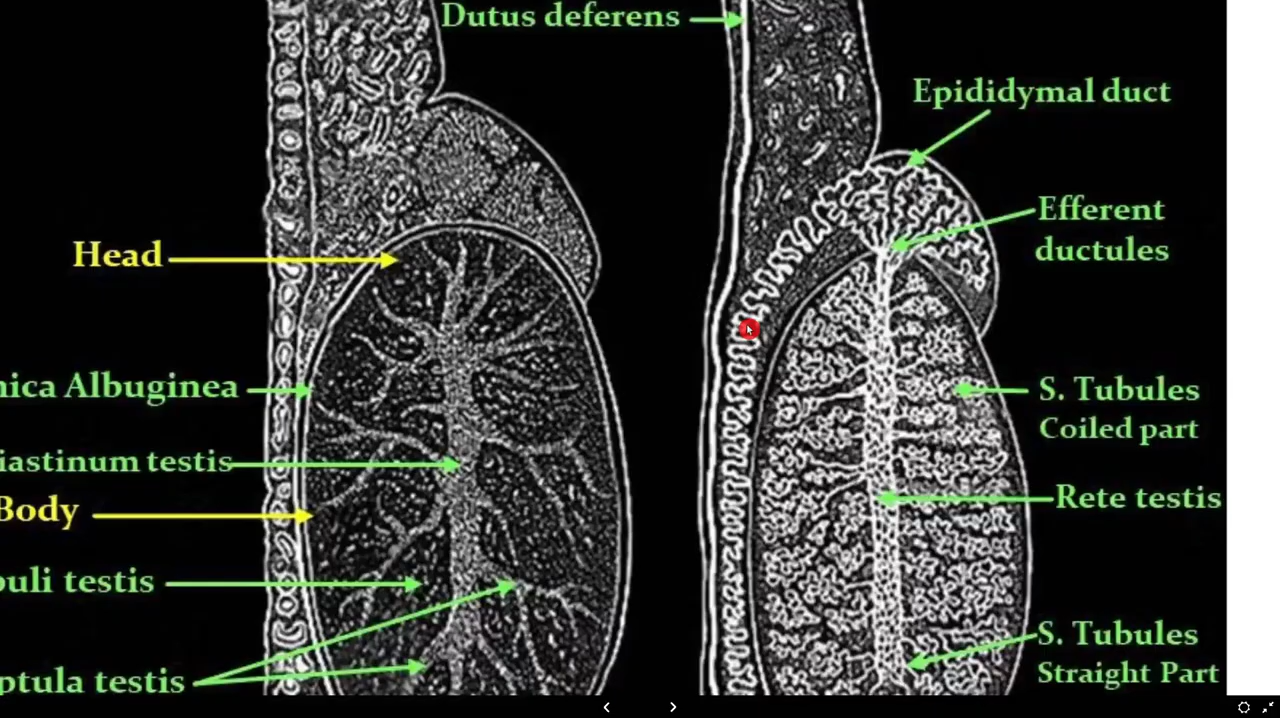 Dutus deferens
Epididymal duct
Efferent
ductules
Head
nica Albuginea
S. Tubules
Coiled part
iastinum testis
Rete testis
Body
buli testis
S. Tubules
Straight Part
ptula testis